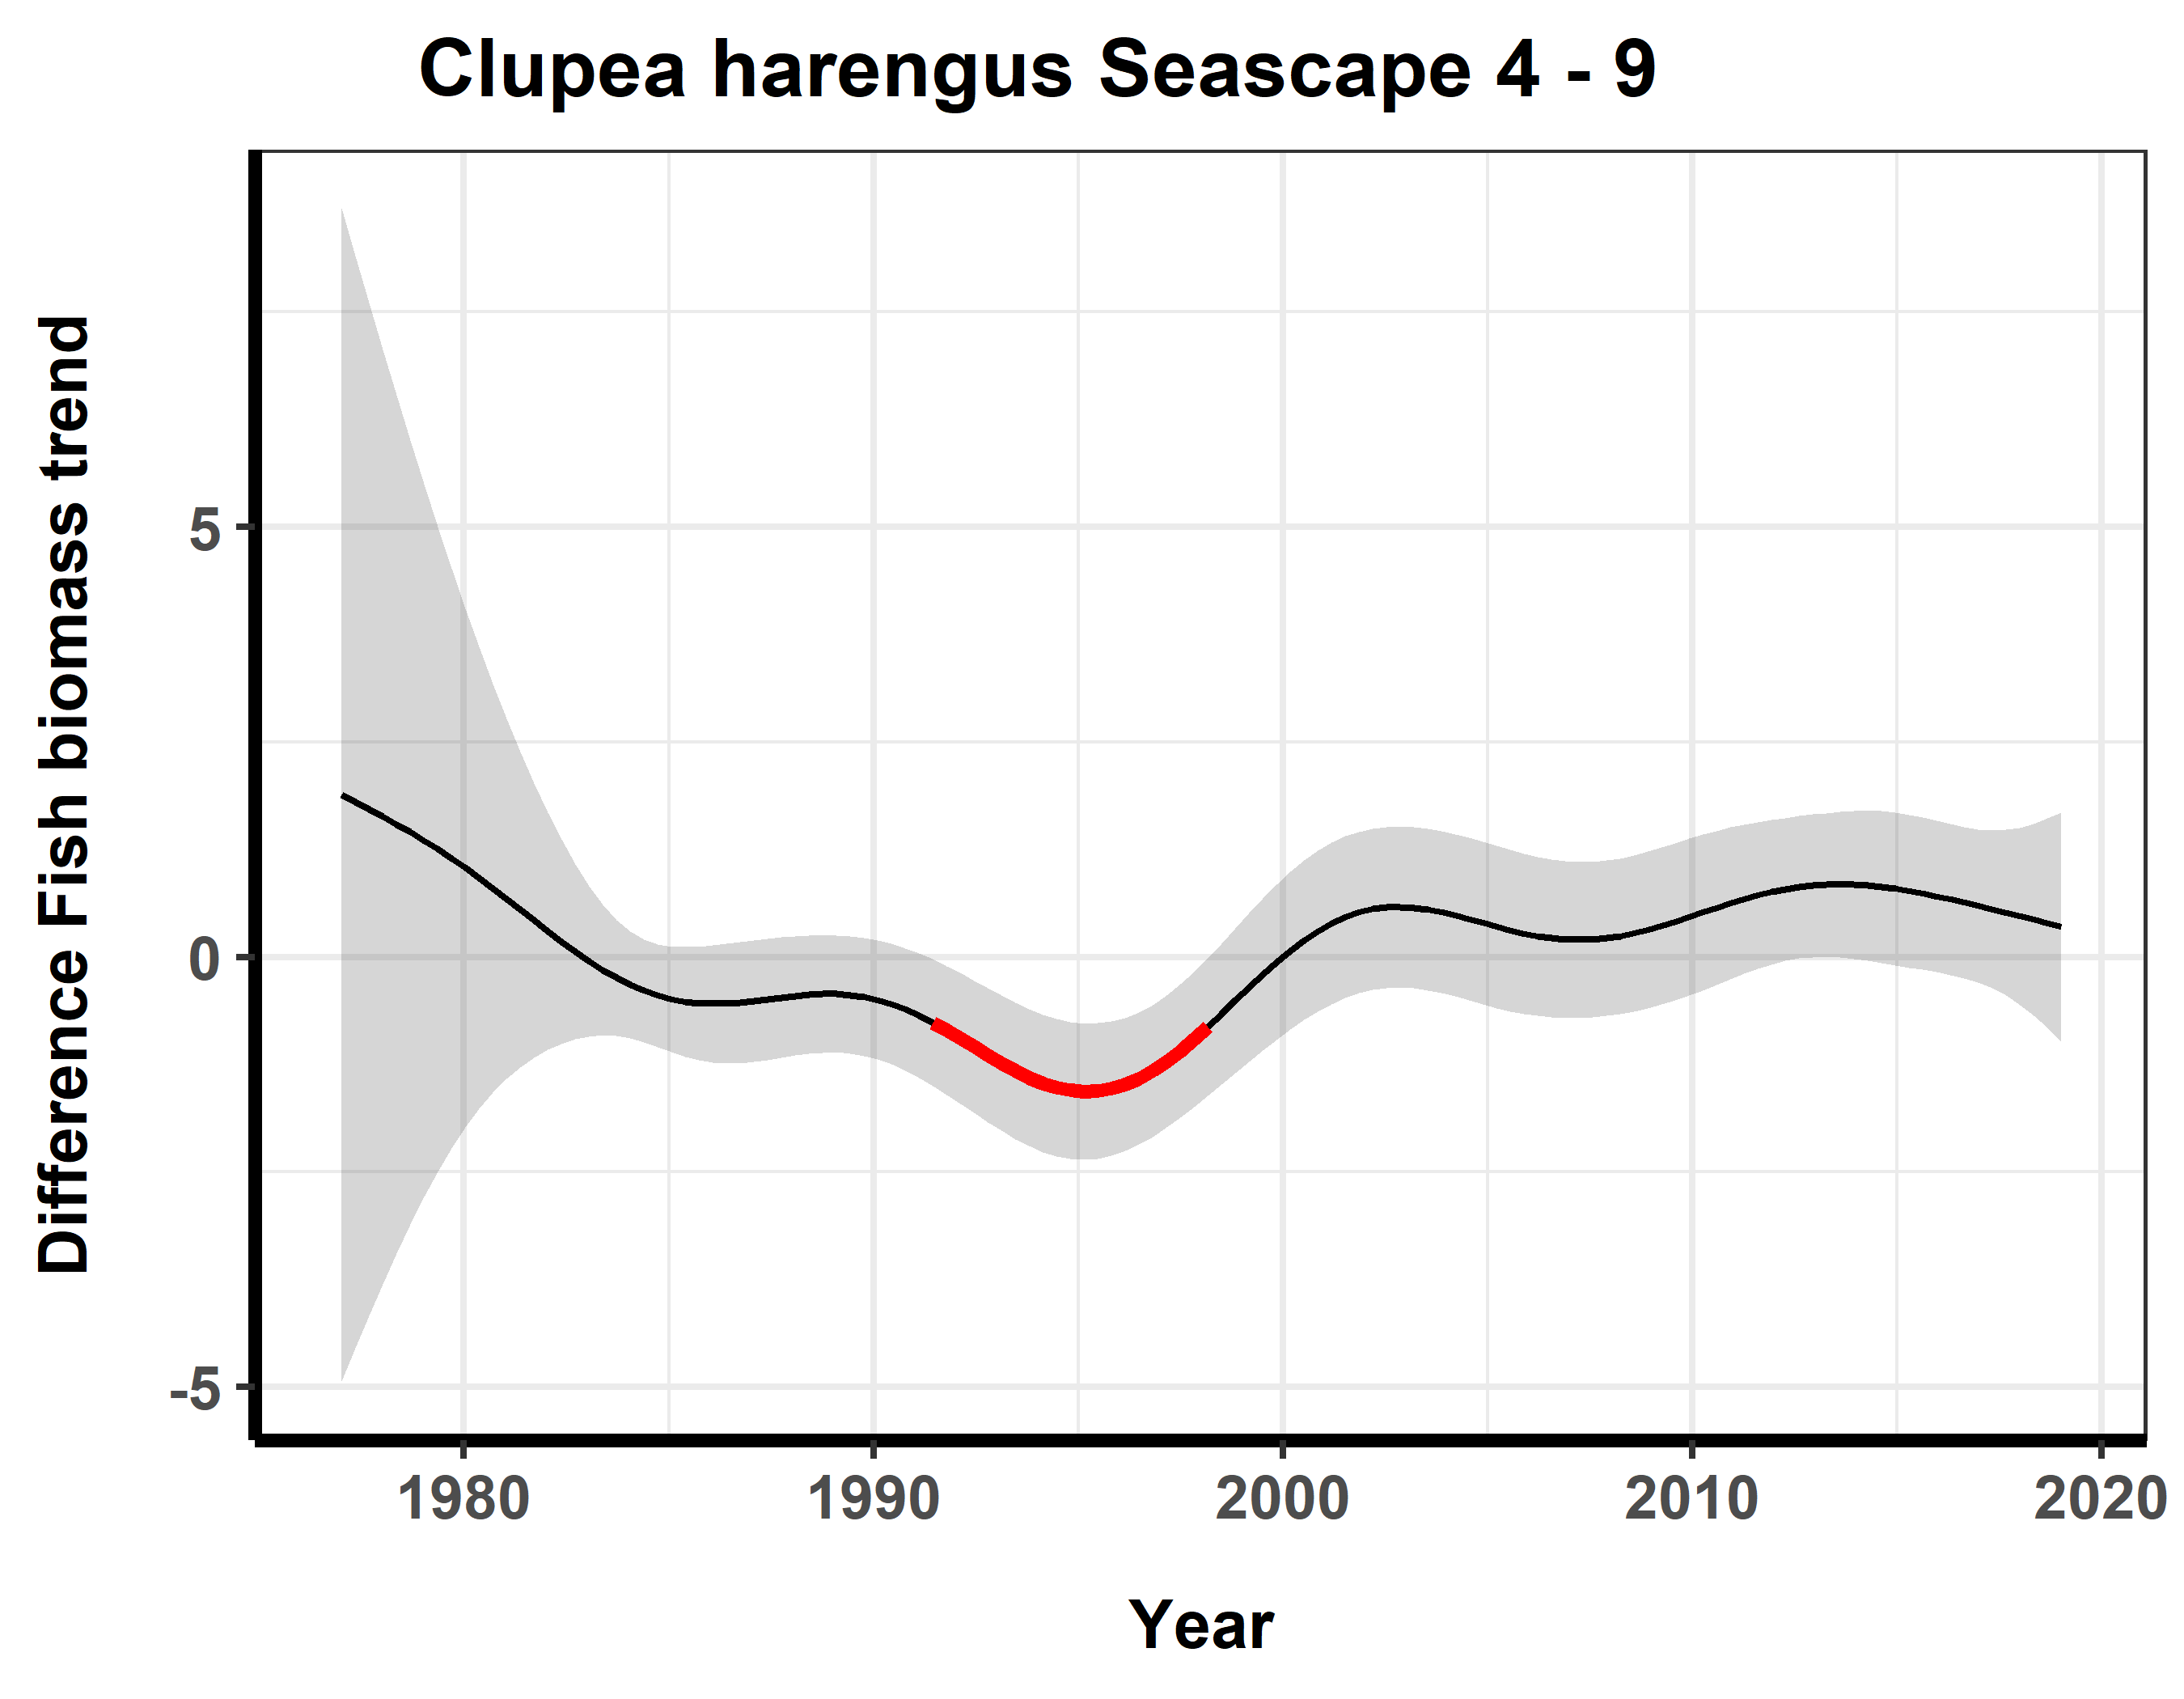 Clupea harengus Seascape 4 - 9
Difference Fish biomass trend
5
0
-5
1980 1990 2000 2010 2020
Year